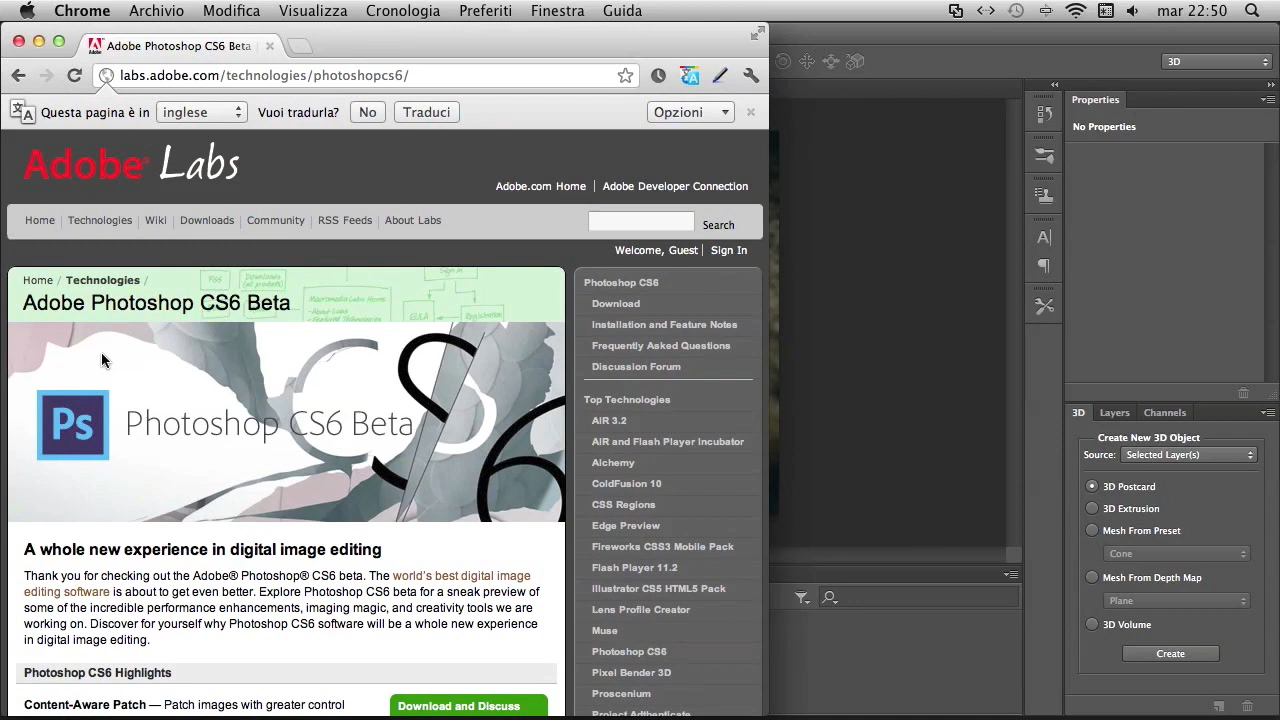 Chrome Archivio Modifica Visualizza Cronologia Preferiti Finestra Guida mar 22:50
Adobe Photoshop CS6 Beta
labs.adobe.com/technologies/photoshopcs6/
Questa pagina è in inglese Vuoi tradurla? No Traduci Opzioni
Adobe Labs
Adobe.com Home Adobe Developer Connection
Home Technologies Wiki Downloads Community RSS Feeds About Labs Search
Welcome, Guest Sign In
Home / Technologies /
Adobe Photoshop CS6 Beta
Ps Photoshop CS6 Beta
CS6
A whole new experience in digital image editing
Thank you for checking out the Adobe® Photoshop® CS6 beta. The world's best digital image
editing software is about to get even better. Explore Photoshop CS6 beta for a sneak preview of
some of the incredible performance enhancements, imaging magic, and creativity tools we are
working on. Discover for yourself why Photoshop CS6 software will be a whole new experience
in digital image editing.
Photoshop CS6 Highlights
Content-Aware Patch — Patch images with greater control
Download and Discuss
Photoshop CS6
Download
Installation and Feature Notes
Frequently Asked Questions
Discussion Forum
Top Technologies
AIR 3.2
AIR and Flash Player Incubator
Alchemy
ColdFusion 10
CSS Regions
Edge Preview
Fireworks CSS3 Mobile Pack
Flash Player 11.2
Illustrator CS5 HTML5 Pack
Lens Profile Creator
Muse
Photoshop CS6
Pixel Bender 3D
Proscenium
3D
Properties
No Properties
3D Layers Channels
Create New 3D Object
Source: Selected Layer(s)
3D Postcard
3D Extrusion
Mesh From Preset
Cone
Mesh From Depth Map
Plane
3D Volume
Create